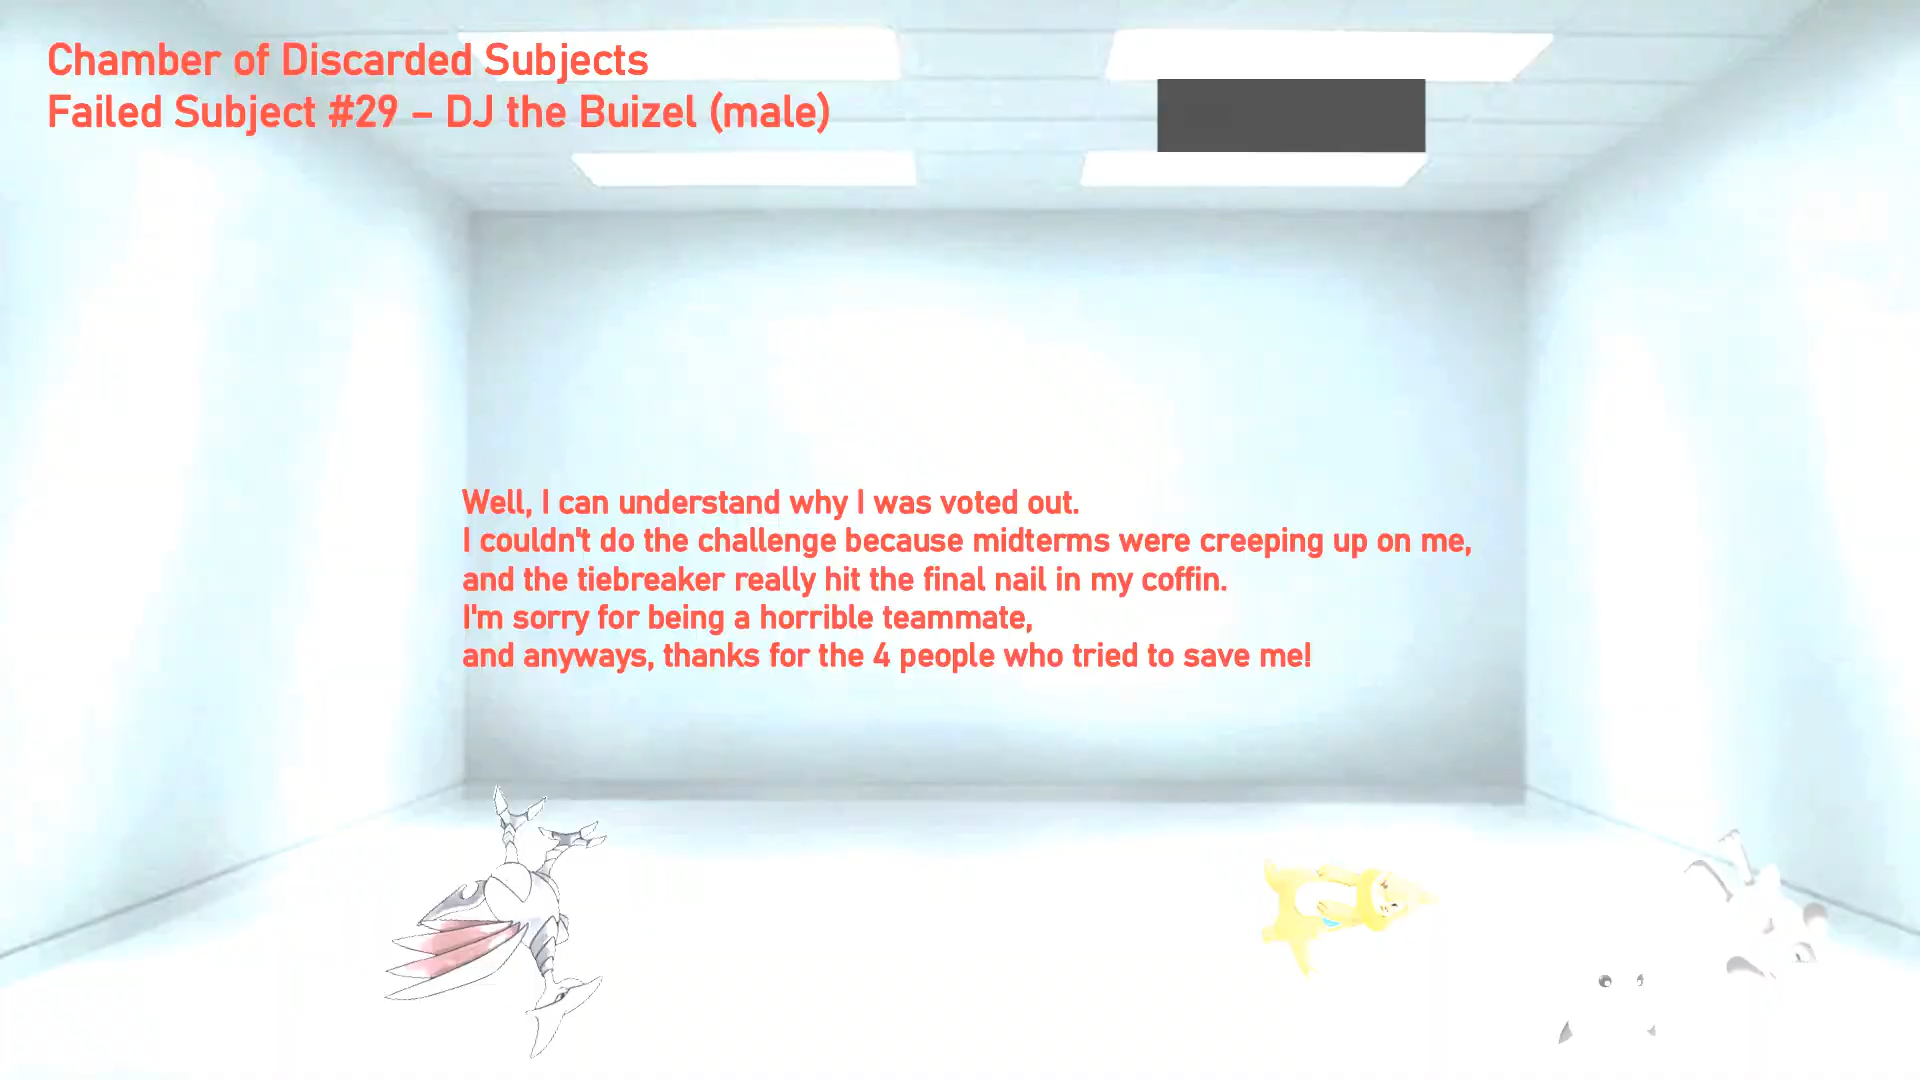 Chamber of Discarded Subjects
Failed Subject #29 – DJ the Buizel (male)
Well, I can understand why I was voted out.
I couldn't do the challenge because midterms were creeping up on me,
and the tiebreaker really hit the final nail in my coffin.
I'm sorry for being a horrible teammate,
and anyways, thanks for the 4 people who tried to save me!